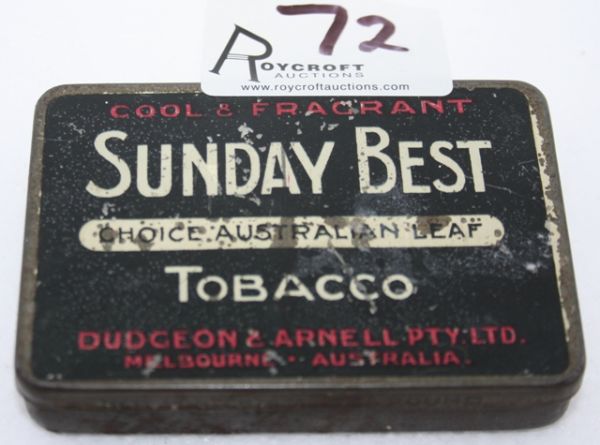 72
ROYCROFT
AUCTIONS
www.roycroftauctions.com
COOL & FRAGRANT
SUNDAY BEST
CHOICE AUSTRALIAN LEAF
TOBACCO
DUDGEON & ARNELL PTY. LTD.
MELBOURNE · AUSTRALIA.